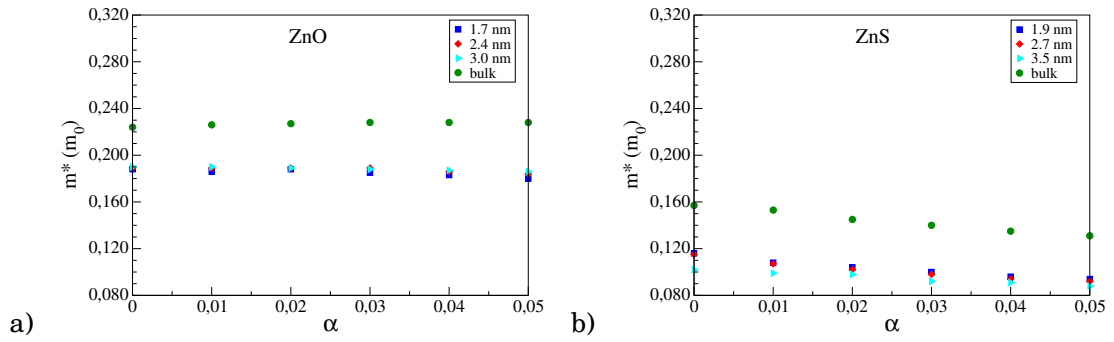 ZnO
1.7 nm
2.4 nm
3.0 nm
bulk
0,320
0,280
0,240
0,200
0,160
0,120
0,080
m* (m0)
0 0,01 0,02 0,03 0,04 0,05
α
a)
ZnS
1.9 nm
2.7 nm
3.5 nm
bulk
0,320
0,280
0,240
0,200
0,160
0,120
0,080
m* (m0)
0 0,01 0,02 0,03 0,04 0,05
α
b)